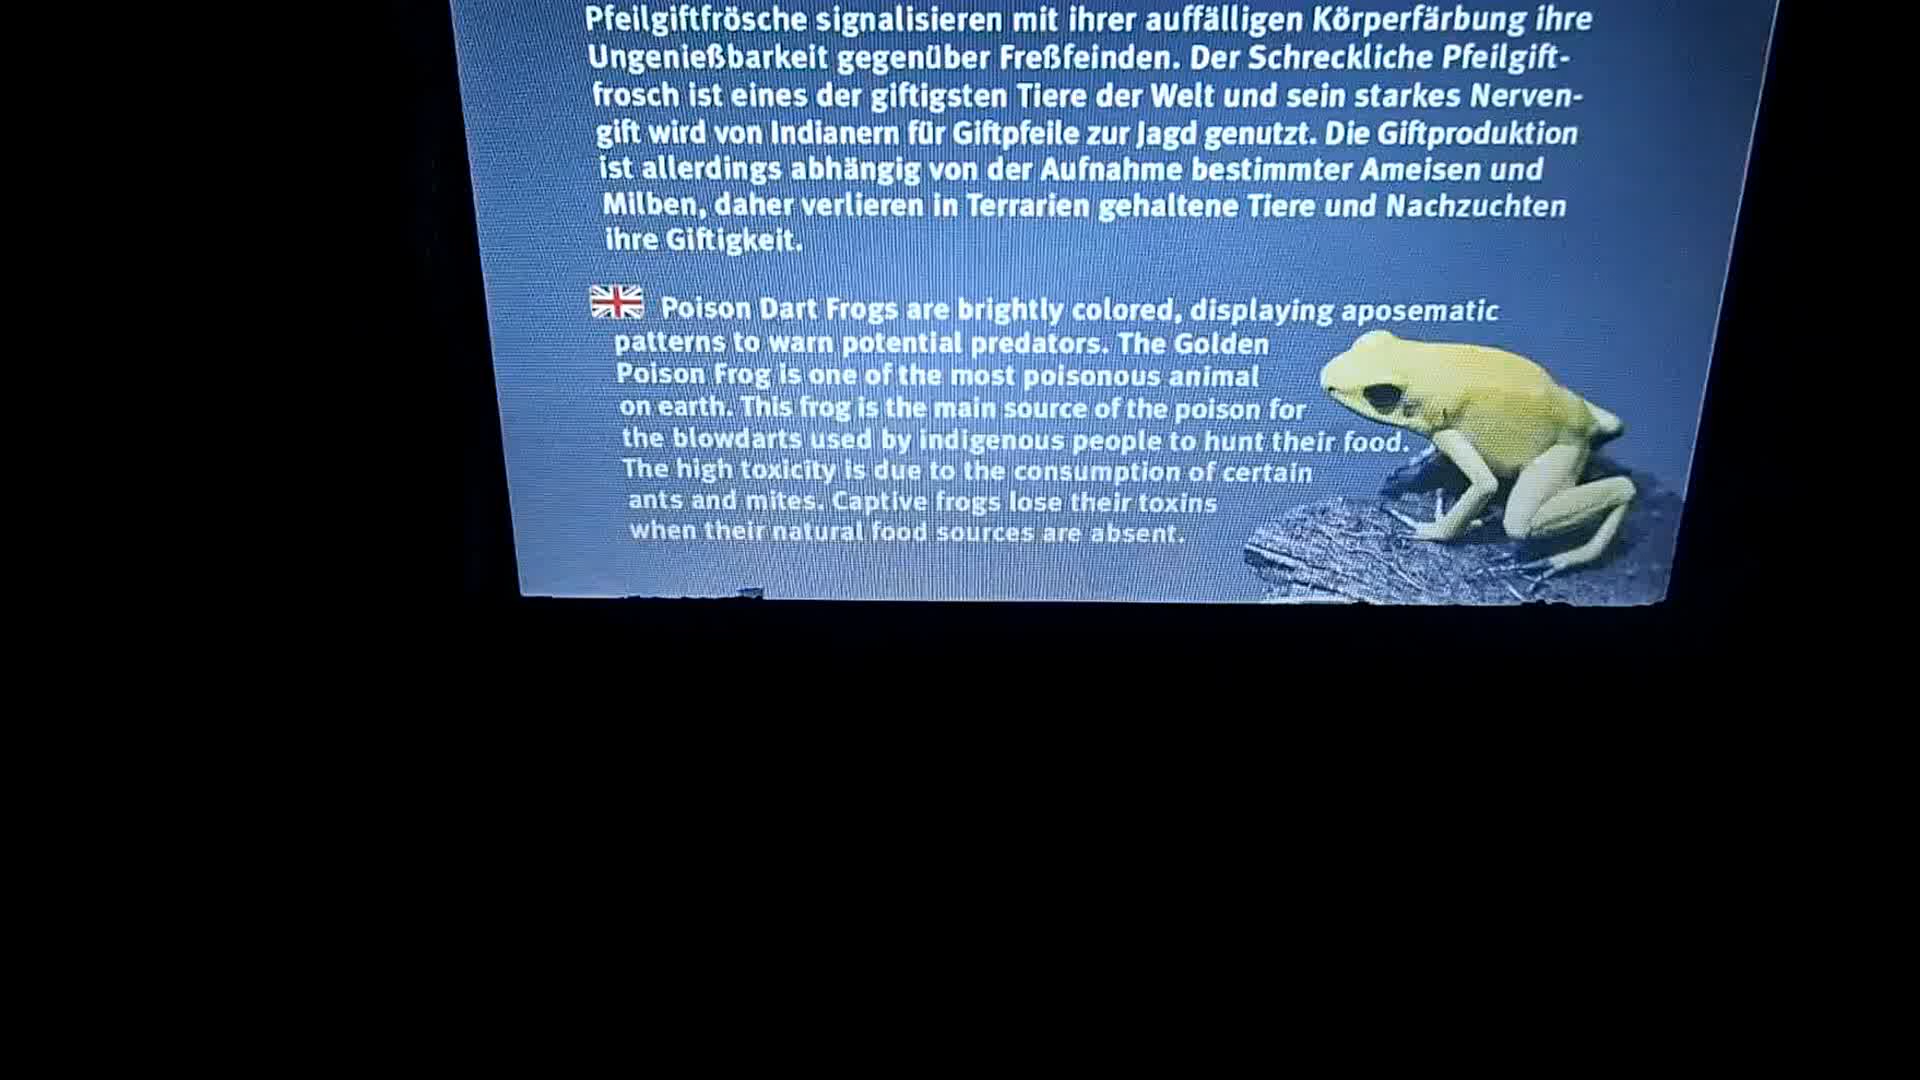 Pfeilgiftfrösche signalisieren mit ihrer auffälligen Körperfärbung ihre
Ungenießbarkeit gegenüber Freßfeinden. Der Schreckliche Pfeilgift-
frosch ist eines der giftigsten Tiere der Welt und sein starkes Nerven-
gift wird von Indianern für Giftpfeile zur Jagd genutzt. Die Giftproduktion
ist allerdings abhängig von der Aufnahme bestimmter Ameisen und
Milben, daher verlieren in Terrarien gehaltene Tiere und Nachzuchten
ihre Giftigkeit.
Poison Dart Frogs are brightly colored, displaying aposematic
patterns to warn potential predators. The Golden
Poison Frog is one of the most poisonous animal
on earth. This frog is the main source of the poison for
the blowdarts used by indigenous people to hunt their food.
The high toxicity is due to the consumption of certain
ants and mites. Captive frogs lose their toxins
when their natural food sources are absent.